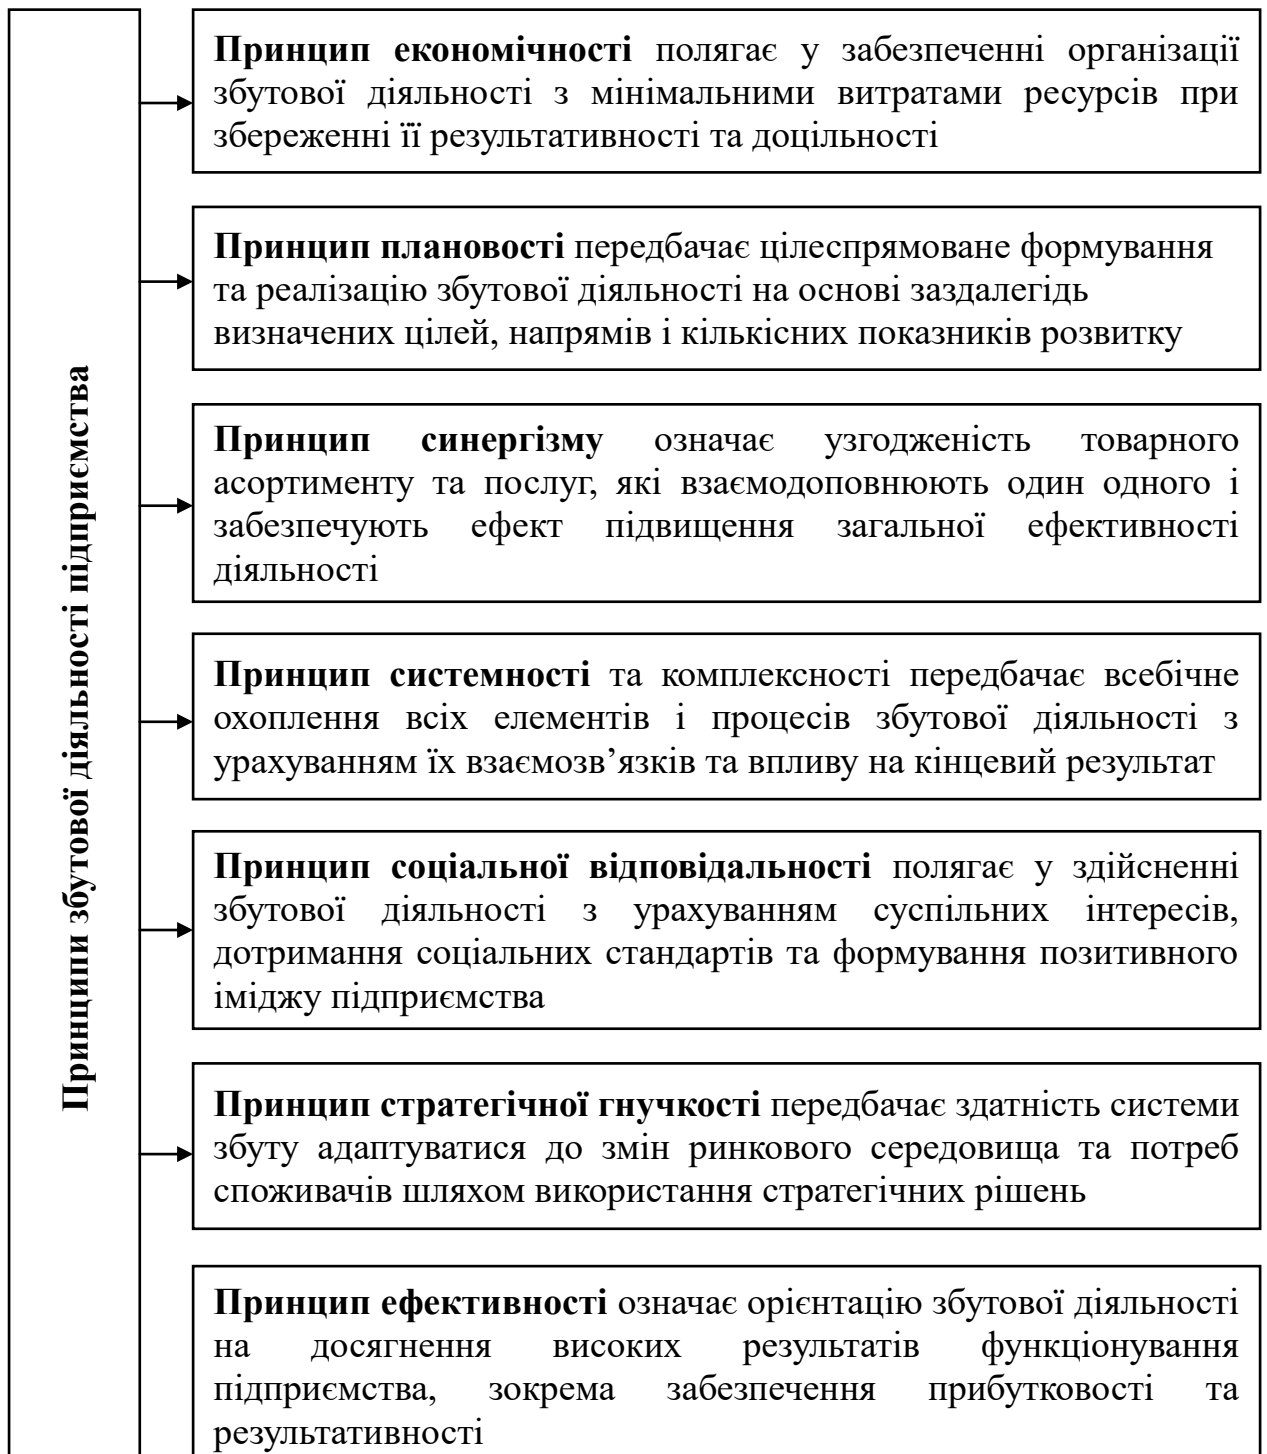 Принципи збутової діяльності підприємства
Принцип економічності полягає у забезпеченні організації
збутової діяльності з мінімальними витратами ресурсів при
збереженні її результативності та доцільності
Принцип плановості передбачає цілеспрямоване формування
та реалізацію збутової діяльності на основі заздалегідь
визначених цілей, напрямів і кількісних показників розвитку
Принцип синергізму означає узгодженість товарного
асортименту та послуг, які взаємодоповнюють один одного і
забезпечують ефект підвищення загальної ефективності
діяльності
Принцип системності та комплексності передбачає всебічне
охоплення всіх елементів і процесів збутової діяльності з
урахуванням їх взаємозв’язків та впливу на кінцевий результат
Принцип соціальної відповідальності полягає у здійсненні
збутової діяльності з урахуванням суспільних інтересів,
дотримання соціальних стандартів та формування позитивного
іміджу підприємства
Принцип стратегічної гнучкості передбачає здатність системи
збуту адаптуватися до змін ринкового середовища та потреб
споживачів шляхом використання стратегічних рішень
Принцип ефективності означає орієнтацію збутової діяльності
на досягнення високих результатів функціонування
підприємства, зокрема забезпечення прибутковості та
результативності